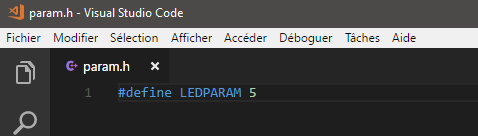 param.h - Visual Studio Code
Fichier Modifier Sélection Afficher Accéder Déboguer Tâches Aide
param.h ×
1 #define LEDPARAM 5